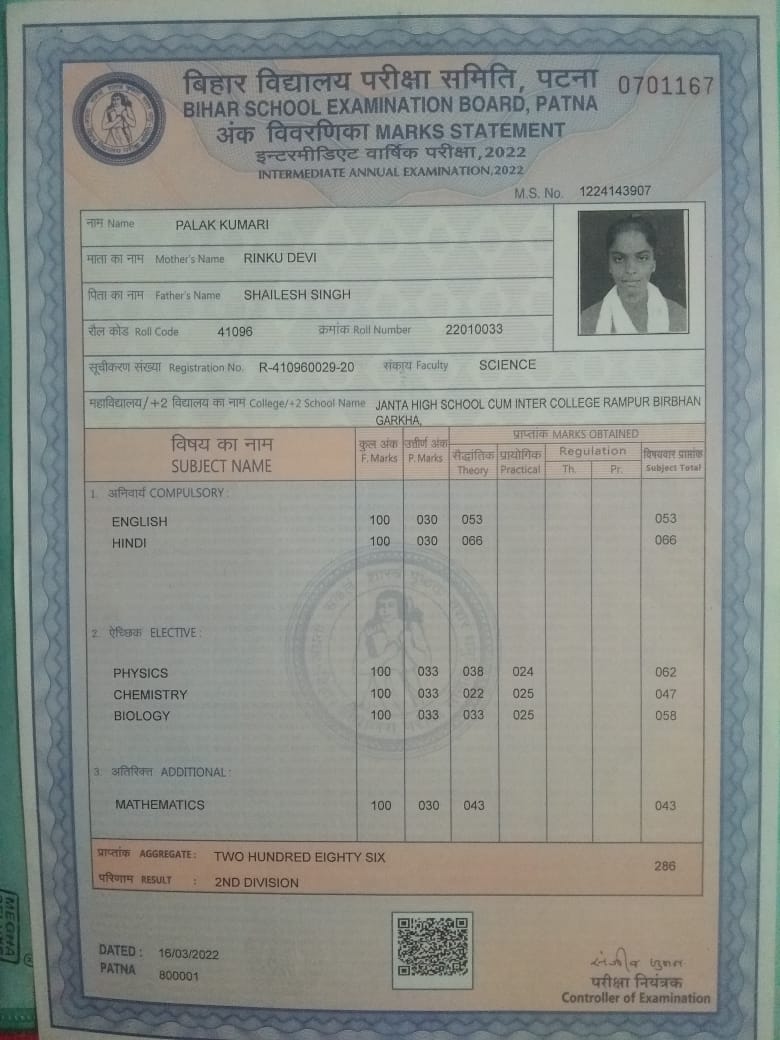 बिहार विद्यालय परीक्षा समिति, पटना 0701167
BIHAR SCHOOL EXAMINATION BOARD, PATNA
अंक विवरणिका MARKS STATEMENT
इन्टरमीडिएट वार्षिक परीक्षा,2022
INTERMEDIATE ANNUAL EXAMINATION,2022
M.S. No. 1224143907
नाम Name PALAK KUMARI
माता का नाम Mother's Name RINKU DEVI
पिता का नाम Father's Name SHAILESH SINGH
रौल कोड Roll Code 41096 क्रमांक Roll Number 22010033
सूचीकरण संख्या Registration No. R-410960029-20 संकाय Faculty SCIENCE
महाविद्यालय/+2 विद्यालय का नाम College/+2 School Name JANTA HIGH SCHOOL CUM INTER COLLEGE RAMPUR BIRBHAN
GARKHA,
विषय का नाम
SUBJECT NAME
कुल अंक
F. Marks
उत्तीर्ण अंक
P. Marks
प्राप्तांक MARKS OBTAINED
सैद्धांतिक
Theory
प्रायोगिक
Practical
Regulation
Th. Pr.
विषयवार प्राप्तांक
Subject Total
1. अनिवार्य COMPULSORY :
ENGLISH 100 030 053 053
HINDI 100 030 066 066
2. ऐच्छिक ELECTIVE :
PHYSICS 100 033 038 024 062
CHEMISTRY 100 033 022 025 047
BIOLOGY 100 033 033 025 058
3. अतिरिक्त ADDITIONAL :
MATHEMATICS 100 030 043 043
प्राप्तांक AGGREGATE : TWO HUNDRED EIGHTY SIX 286
परिणाम RESULT : 2ND DIVISION
DATED : 16/03/2022
PATNA 800001
परीक्षा नियंत्रक
Controller of Examination
MEGHA